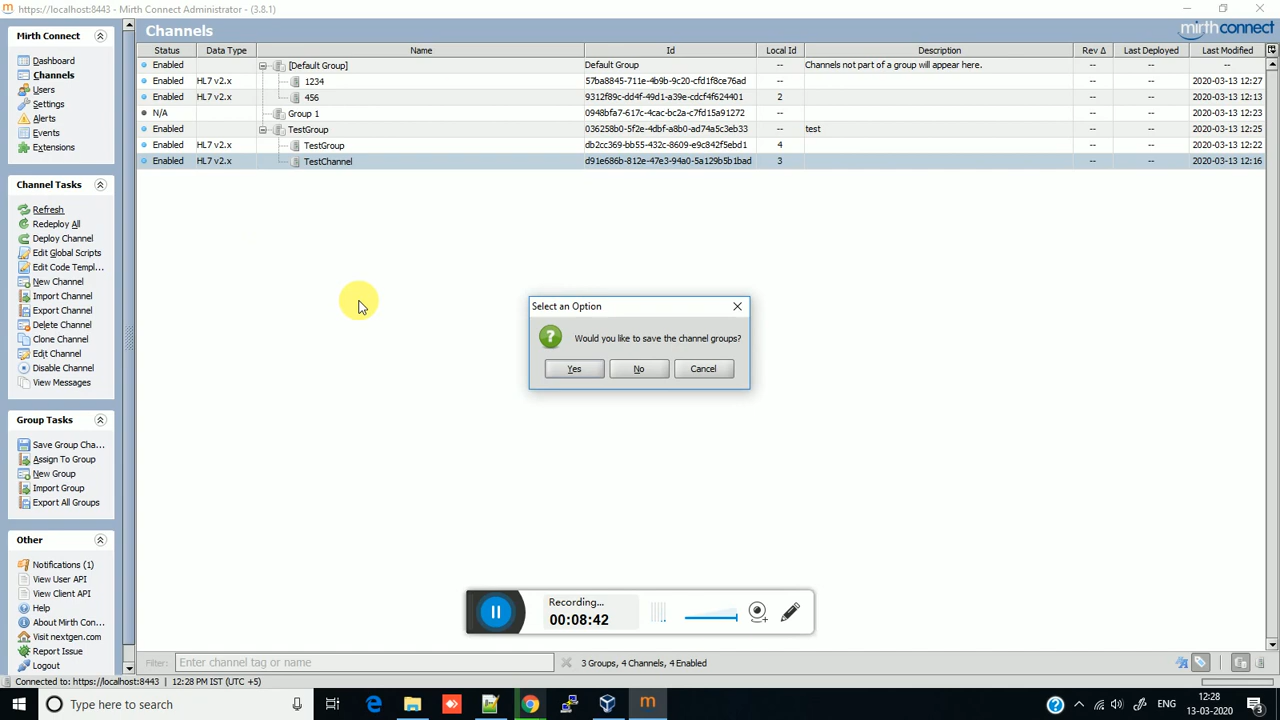 https://localhost:8443 - Mirth Connect Administrator - (3.8.1)
Mirth Connect
Dashboard
Channels
Users
Settings
Alerts
Events
Extensions
Channel Tasks
Refresh
Redeploy All
Deploy Channel
Edit Global Scripts
Edit Code Templ...
New Channel
Import Channel
Export Channel
Delete Channel
Clone Channel
Edit Channel
Disable Channel
View Messages
Group Tasks
Save Group Cha...
Assign To Group
New Group
Import Group
Export All Groups
Other
Notifications (1)
View User API
View Client API
Help
About Mirth Con...
Visit nextgen.com
Report Issue
Logout
Channels
mirth connect
Status Data Type Name Id Local Id Description Rev Δ Last Deployed Last Modified
Enabled [Default Group] Default Group -- Channels not part of a group will appear here. -- -- --
Enabled HL7 v2.x 1234 57ba8845-711e-4b9b-9c20-cfd1f8ce76ad -- -- 2020-03-13 12:27
Enabled HL7 v2.x 456 9312f89c-dd4f-49d1-a39e-cdcf4f624401 2 -- -- 2020-03-13 12:13
N/A Group 1 0948bfa7-617c-4cac-bc2a-c7fd15a91272 -- -- -- --
Enabled TestGroup 036258b0-5f2e-4dbf-a8b0-ad74a5c3eb33 -- test -- -- 2020-03-13 12:25
Enabled HL7 v2.x TestGroup db2cc369-bb55-432c-8609-e9c842f5ebd1 4 -- -- 2020-03-13 12:22
Enabled HL7 v2.x TestChannel d91e686b-812e-47e3-94a0-5a129b5b1bad 3 -- -- 2020-03-13 12:16
Select an Option
Would you like to save the channel groups?
Yes No Cancel
Recording...
00:08:42
Filter: Enter channel tag or name 3 Groups, 4 Channels, 4 Enabled
Connected to: https://localhost:8443 | 12:28 PM IST (UTC +5)
Type here to search
ENG
12:28
13-03-2020
3